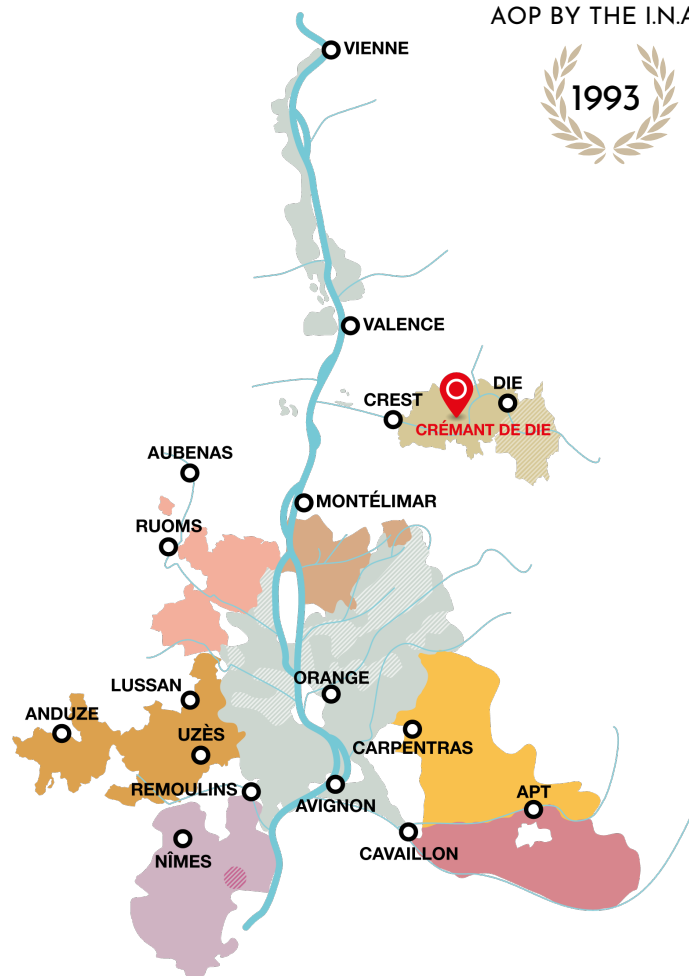 AOP BY THE I.N.A
1993
VIENNE
VALENCE
DIE
CREST
CRÉMANT DE DIE
AUBENAS
MONTÉLIMAR
RUOMS
ORANGE
LUSSAN
ANDUZE
UZÈS
CARPENTRAS
REMOULINS
AVIGNON
APT
CAVAILLON
NÎMES